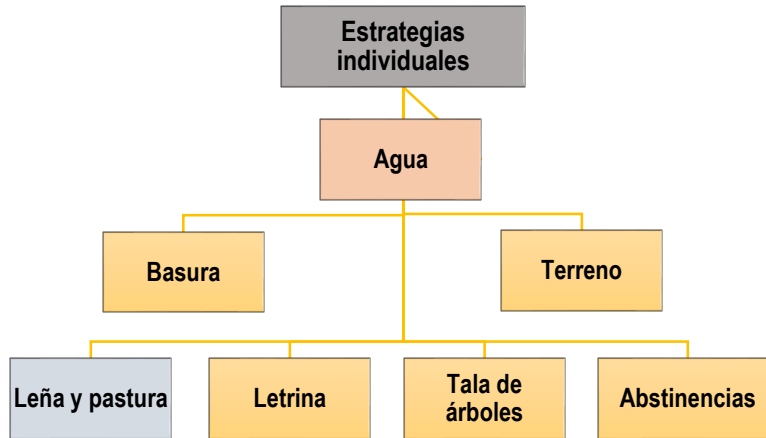 Estrategias
individuales
Agua
Basura
Terreno
Leña y pastura
Letrina
Tala de
árboles
Abstinencias